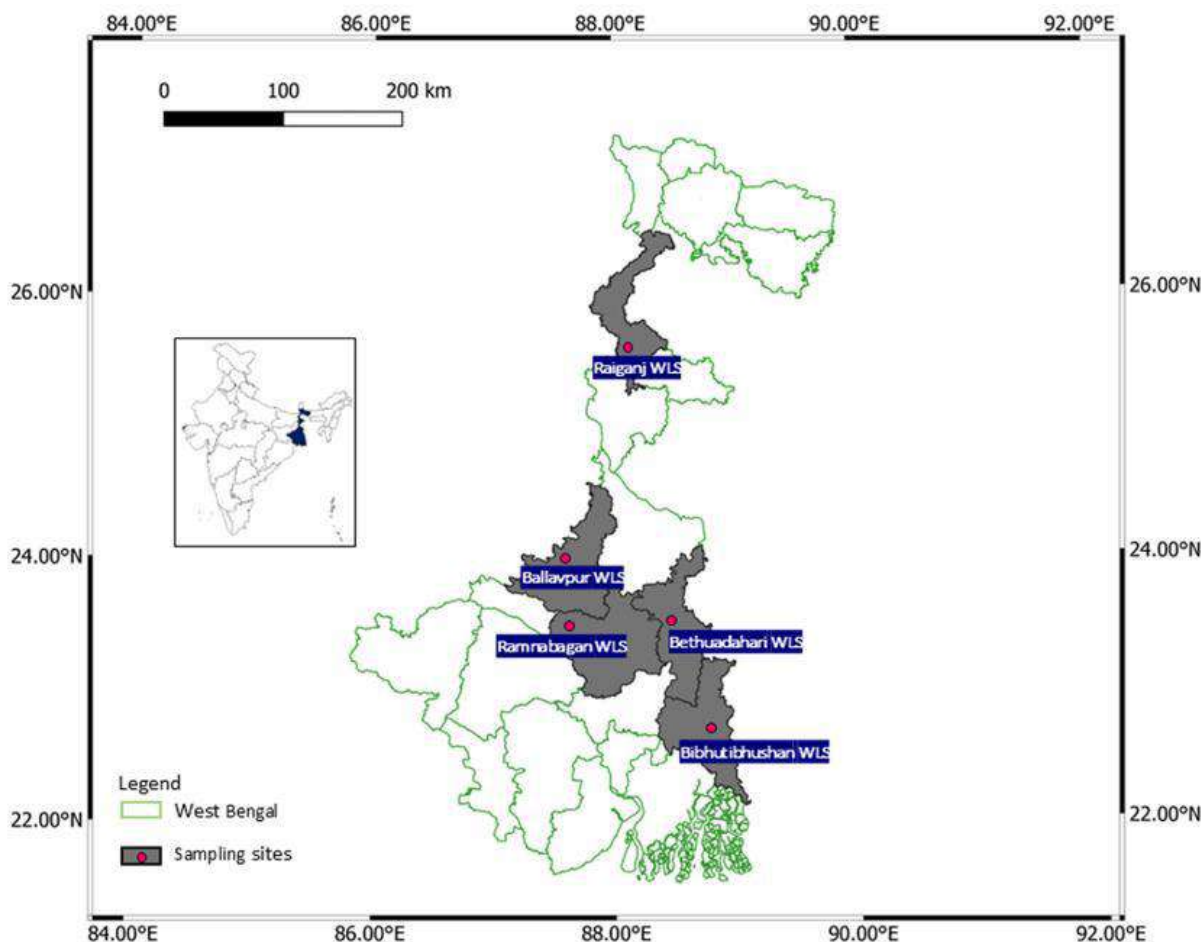 84.00°E 86.00°E 88.00°E 90.00°E 92.00°E
0 100 200 km
26.00°N 26.00°N
Raiganj WLS
24.00°N 24.00°N
Ballavpur WLS
Ramnabagan WLS
Bethuadahari WLS
Bibhutibhushan WLS
Legend
West Bengal
22.00°N 22.00°N
Sampling sites
84.00°E 86.00°E 88.00°E 90.00°E 92.00°E